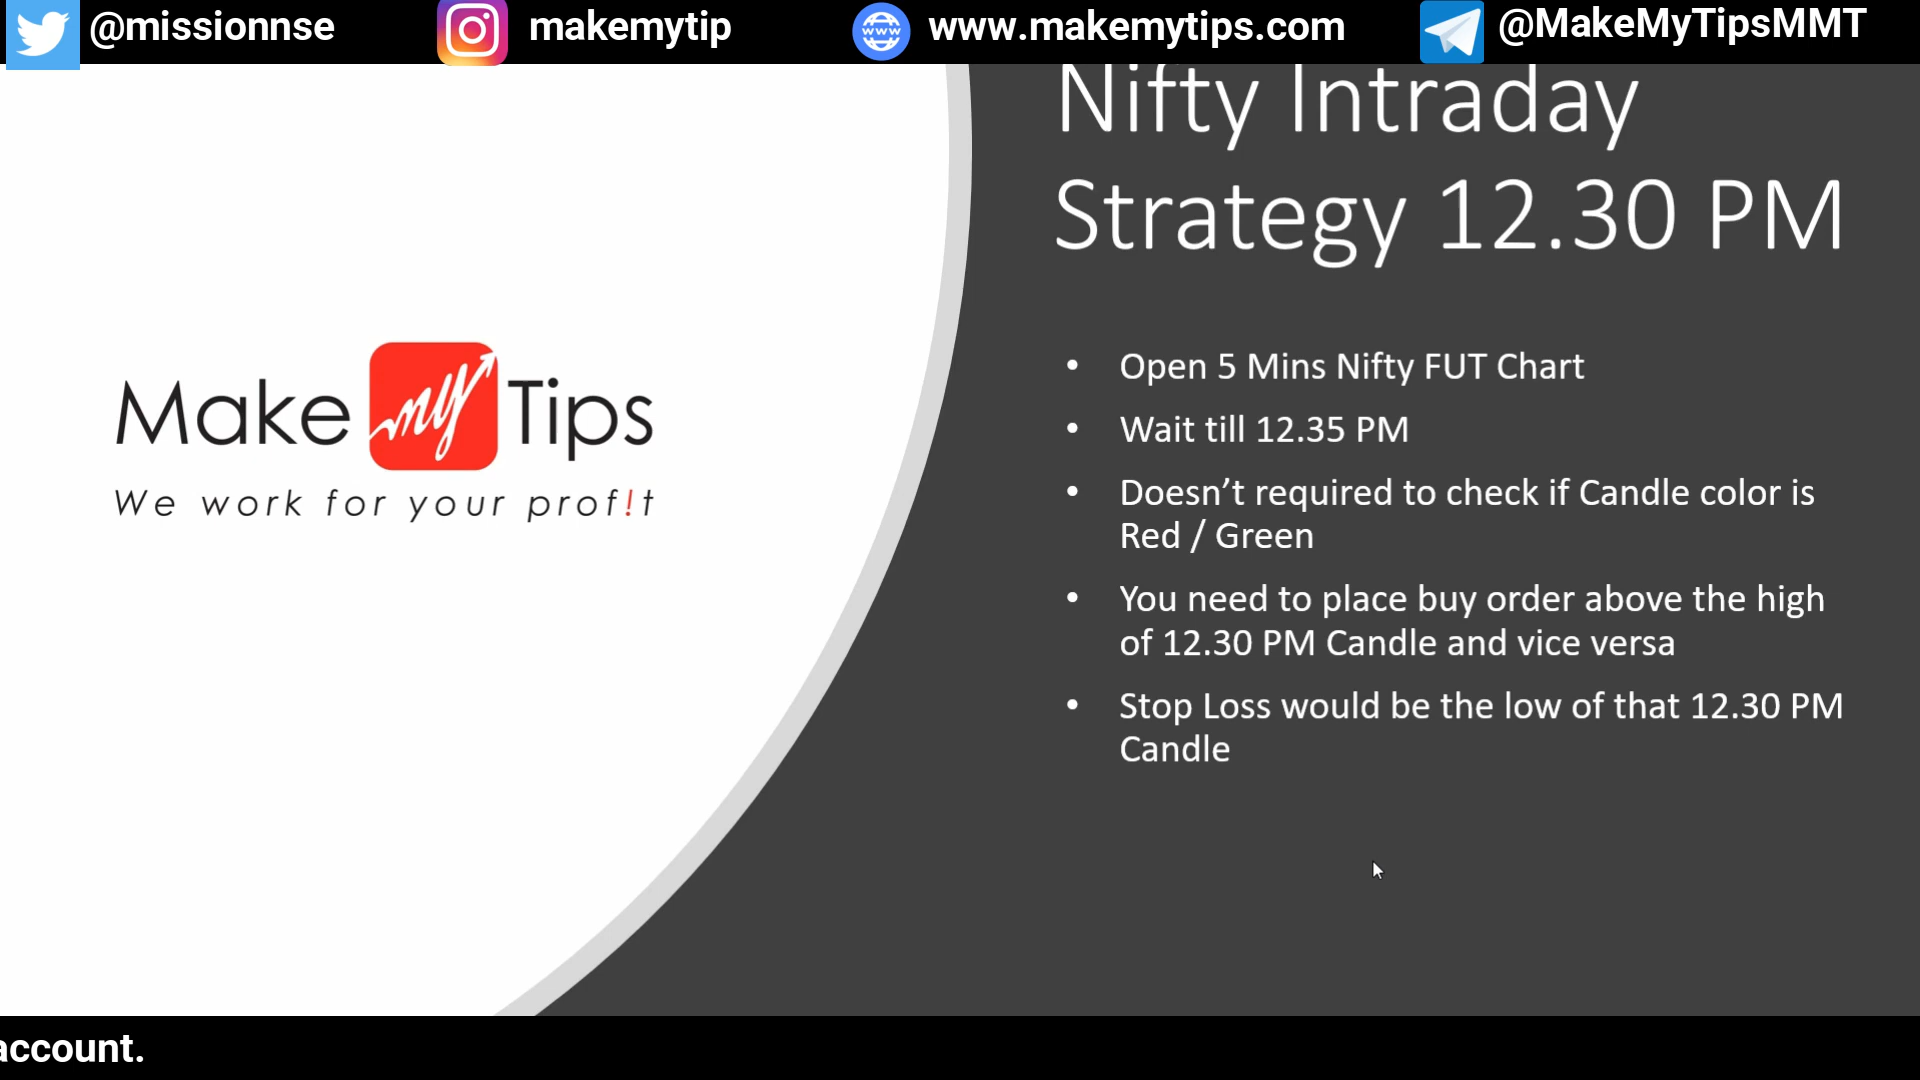 @missionnse
makemytip
www.makemytips.com
@MakeMyTipsMMT
Nifty Intraday
Strategy 12.30 PM
Make my Tips
We work for your prof!t
• Open 5 Mins Nifty FUT Chart
• Wait till 12.35 PM
• Doesn’t required to check if Candle color is
Red / Green
• You need to place buy order above the high
of 12.30 PM Candle and vice versa
• Stop Loss would be the low of that 12.30 PM
Candle
account.